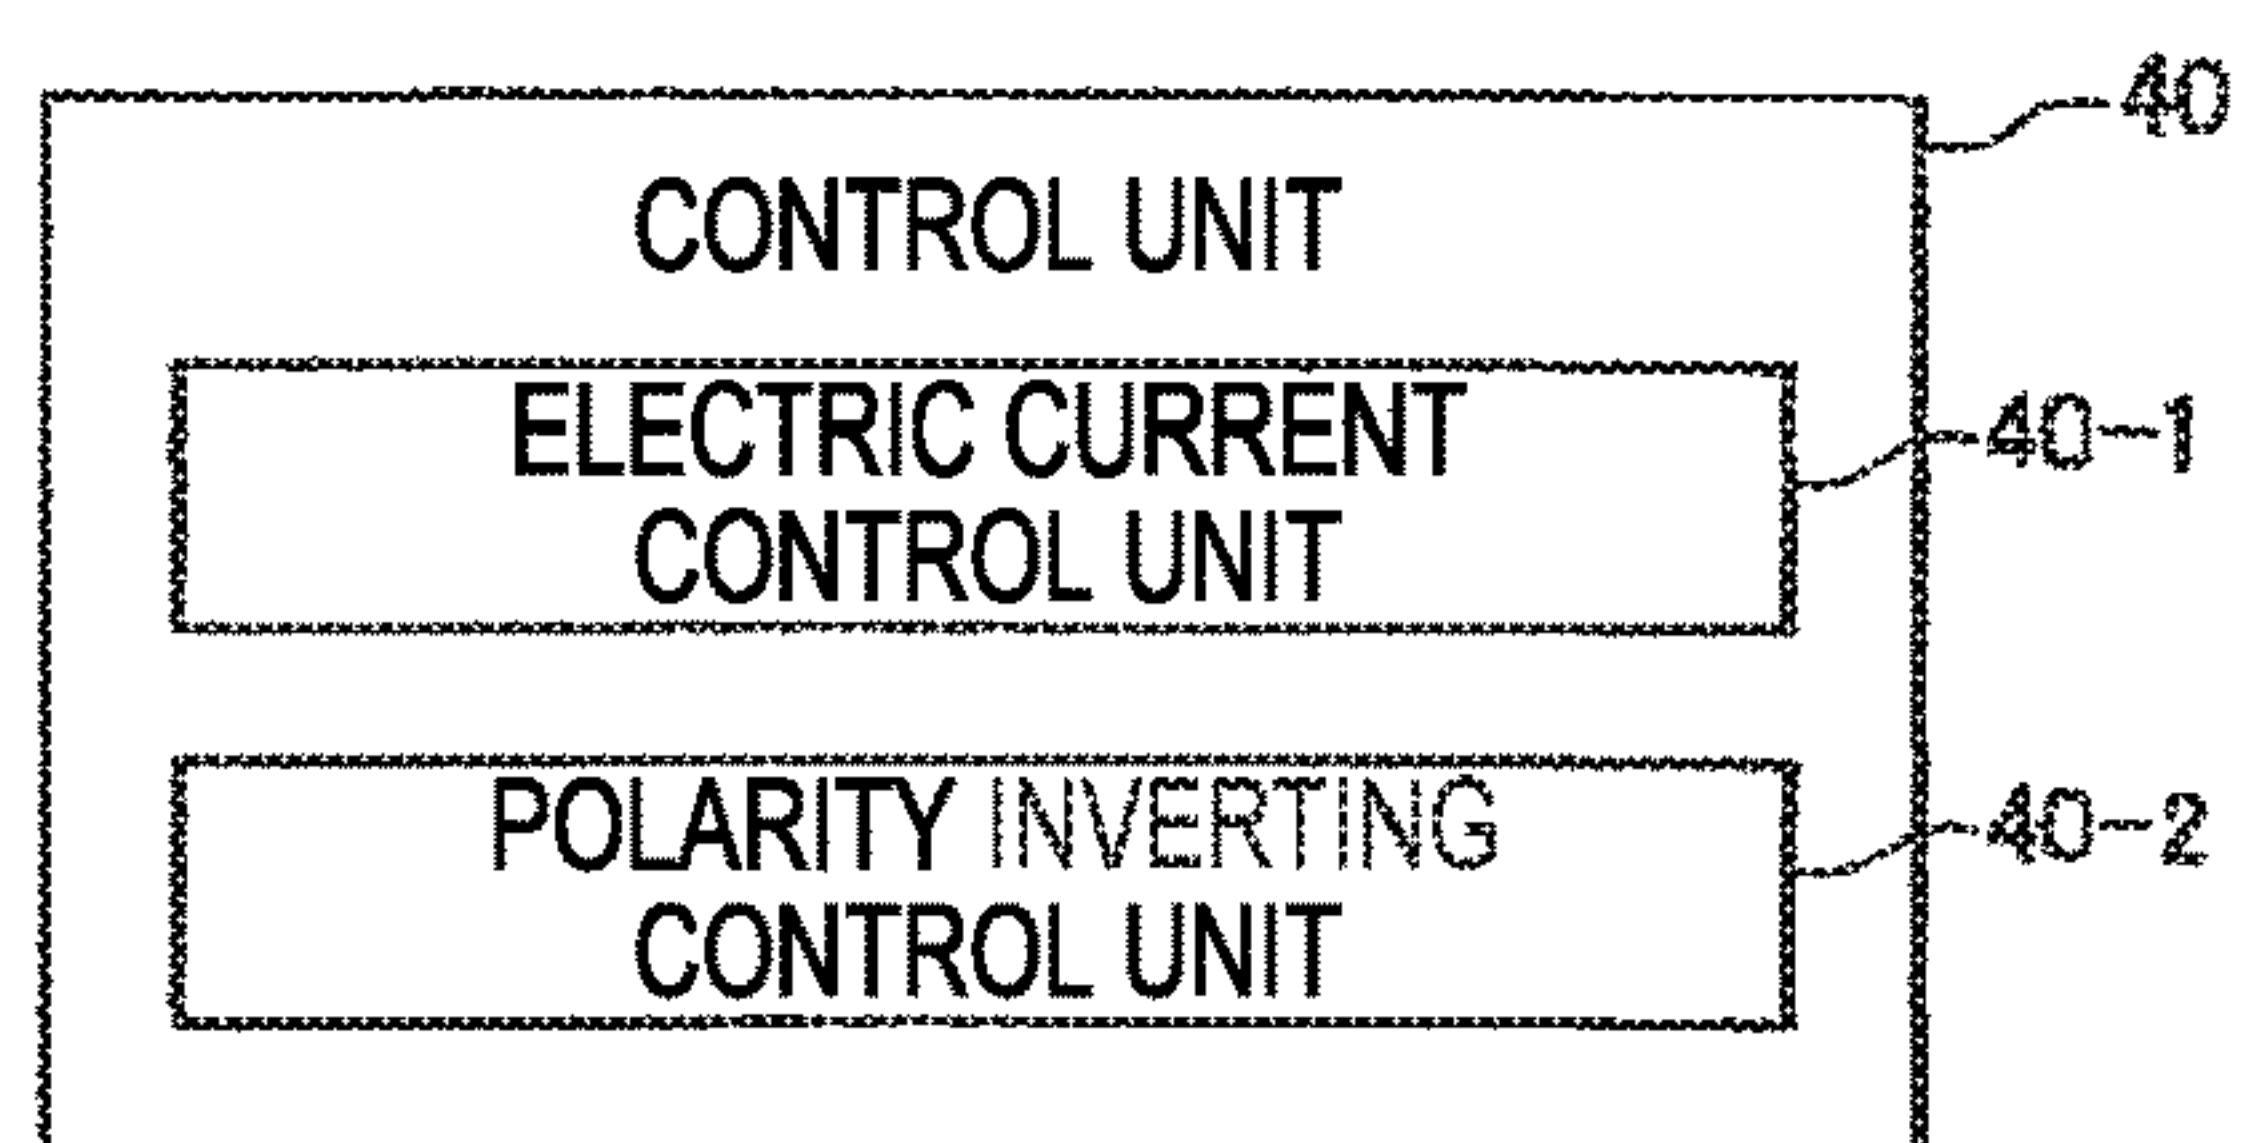 40
CONTROL UNIT
ELECTRIC CURRENT
CONTROL UNIT
40-1
POLARITY INVERTING
CONTROL UNIT
40-2